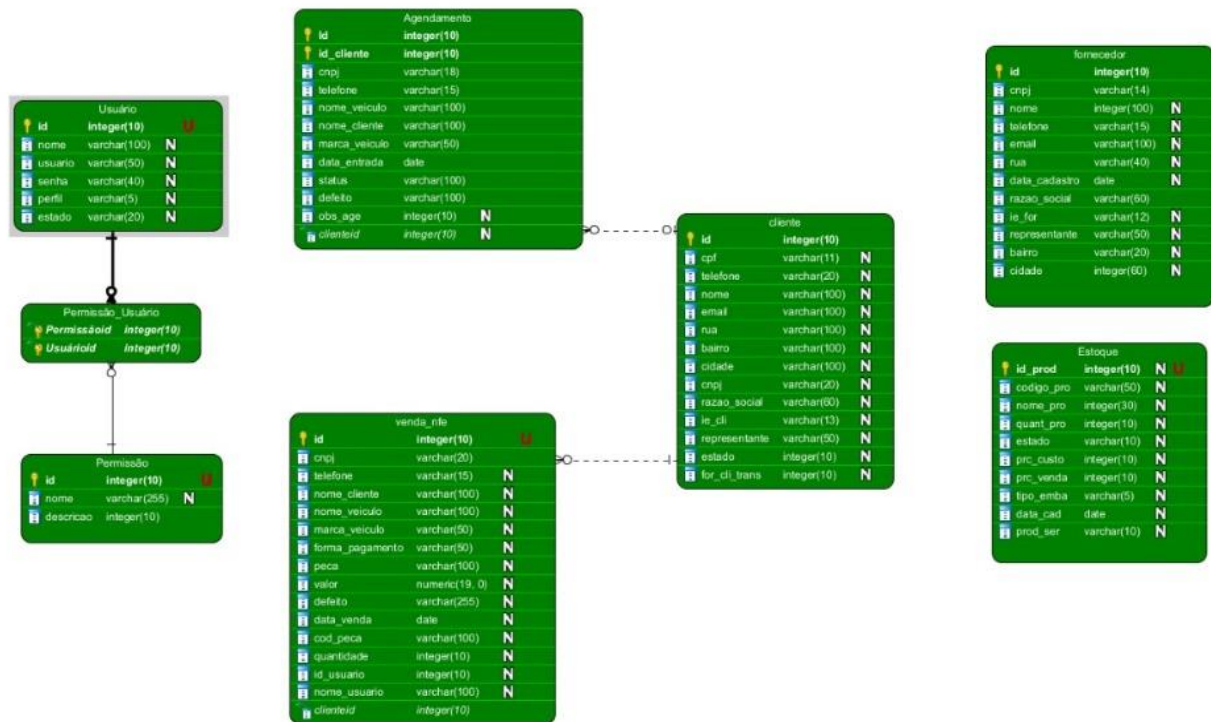 Usuário
id integer(10) U
nome varchar(100) N
usuario varchar(50) N
senha varchar(40) N
perfil varchar(5) N
estado varchar(20) N
Permissão_Usuário
Permissãoid integer(10)
Usuárioid integer(10)
Permissão
id integer(10) U
nome varchar(255) N
descricao integer(10)
Agendamento
id integer(10)
id_cliente integer(10)
cnpj varchar(18)
telefone varchar(15)
nome_veiculo varchar(100)
nome_cliente varchar(100)
marca_veiculo varchar(50)
data_entrada date
status varchar(100)
defeito varchar(100)
obs_age integer(10) N
clienteid integer(10) N
venda_nfe
id integer(10) U
cnpj varchar(20)
telefone varchar(15) N
nome_cliente varchar(100) N
nome_veiculo varchar(100) N
marca_veiculo varchar(50) N
forma_pagamento varchar(50) N
peca varchar(100) N
valor numeric(19, 0) N
defeito varchar(255) N
data_venda date N
cod_peca varchar(100) N
quantidade integer(10) N
id_usuario integer(10) N
nome_usuario varchar(100) N
clienteid integer(10)
cliente
id integer(10)
cpf varchar(11) N
telefone varchar(20) N
nome varchar(100) N
email varchar(100) N
rua varchar(100) N
bairro varchar(100) N
cidade varchar(100) N
cnpj varchar(20) N
razao_social varchar(60) N
ie_cli varchar(13) N
representante varchar(50) N
estado integer(10) N
for_cli_trans integer(10) N
fornecedor
id integer(10)
cnpj varchar(14)
nome integer(100) N
telefone varchar(15) N
email varchar(100) N
rua varchar(40) N
data_cadastro date N
razao_social varchar(60)
ie_for varchar(12) N
representante varchar(50) N
bairro varchar(20) N
cidade integer(60) N
Estoque
id_prod integer(10) N U
codigo_pro varchar(50) N
nome_pro integer(30) N
quant_pro integer(10) N
estado varchar(10) N
prc_custo integer(10) N
prc_venda integer(10) N
tipo_emba varchar(5) N
data_cad date N
prod_ser varchar(10) N